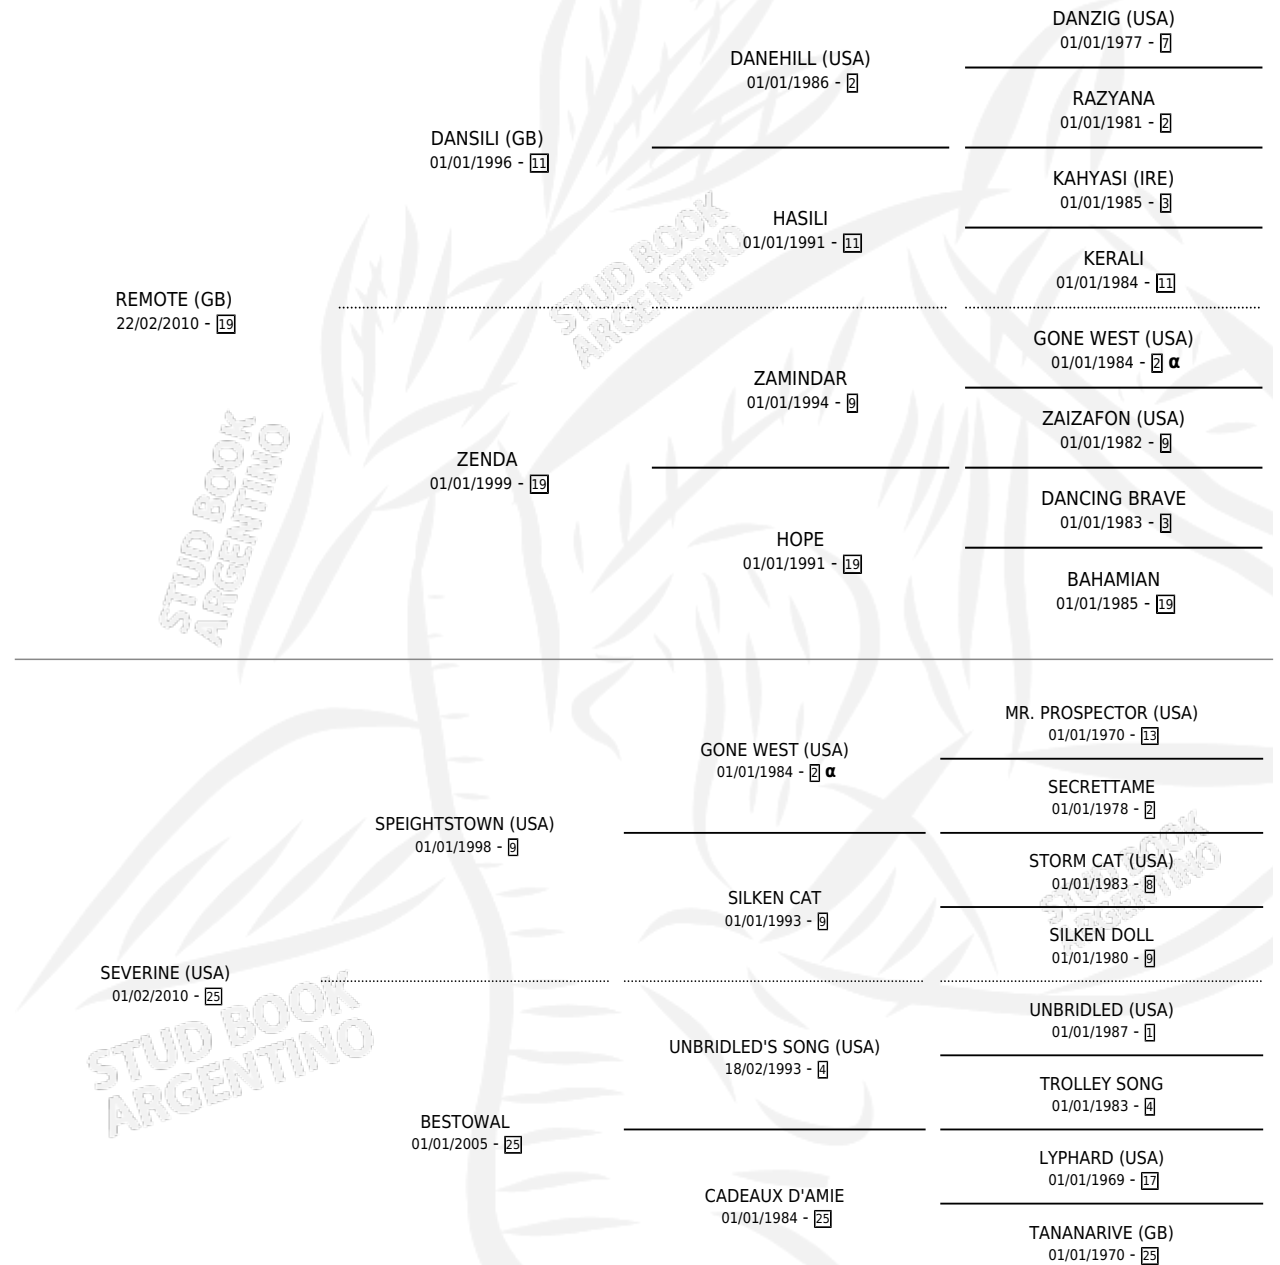 DANZIG (USA)
01/01/1977 - 7
DANEHILL (USA)
01/01/1986 - 2
RAZYANA
01/01/1981 - 2
DANSILI (GB)
01/01/1996 - 11
KAHYASI (IRE)
01/01/1985 - 3
HASILI
01/01/1991 - 11
KERALI
01/01/1984 - 11
REMOTE (GB)
22/02/2010 - 19
GONE WEST (USA)
01/01/1984 - 2 α
ZAMINDAR
01/01/1994 - 9
ZAIZAFON (USA)
01/01/1982 - 9
ZENDA
01/01/1999 - 19
DANCING BRAVE
01/01/1983 - 3
HOPE
01/01/1991 - 19
BAHAMIAN
01/01/1985 - 19
STUD BOOK
ARGENTINO
STUD BOOK
ARGENTINO
MR. PROSPECTOR (USA)
01/01/1970 - 13
GONE WEST (USA)
01/01/1984 - 2 α
SECRETTAME
01/01/1978 - 2
SPEIGHTSTOWN (USA)
01/01/1998 - 9
STORM CAT (USA)
01/01/1983 - 8
SILKEN CAT
01/01/1993 - 9
SILKEN DOLL
01/01/1980 - 9
SEVERINE (USA)
01/02/2010 - 25
UNBRIDLED (USA)
01/01/1987 - 1
UNBRIDLED'S SONG (USA)
18/02/1993 - 4
TROLLEY SONG
01/01/1983 - 4
BESTOWAL
01/01/2005 - 25
LYPHARD (USA)
01/01/1969 - 17
CADEAUX D'AMIE
01/01/1984 - 25
TANANARIVE (GB)
01/01/1970 - 25
STUD BOOK
ARGENTINO
STUD BOOK
ARGENTINO